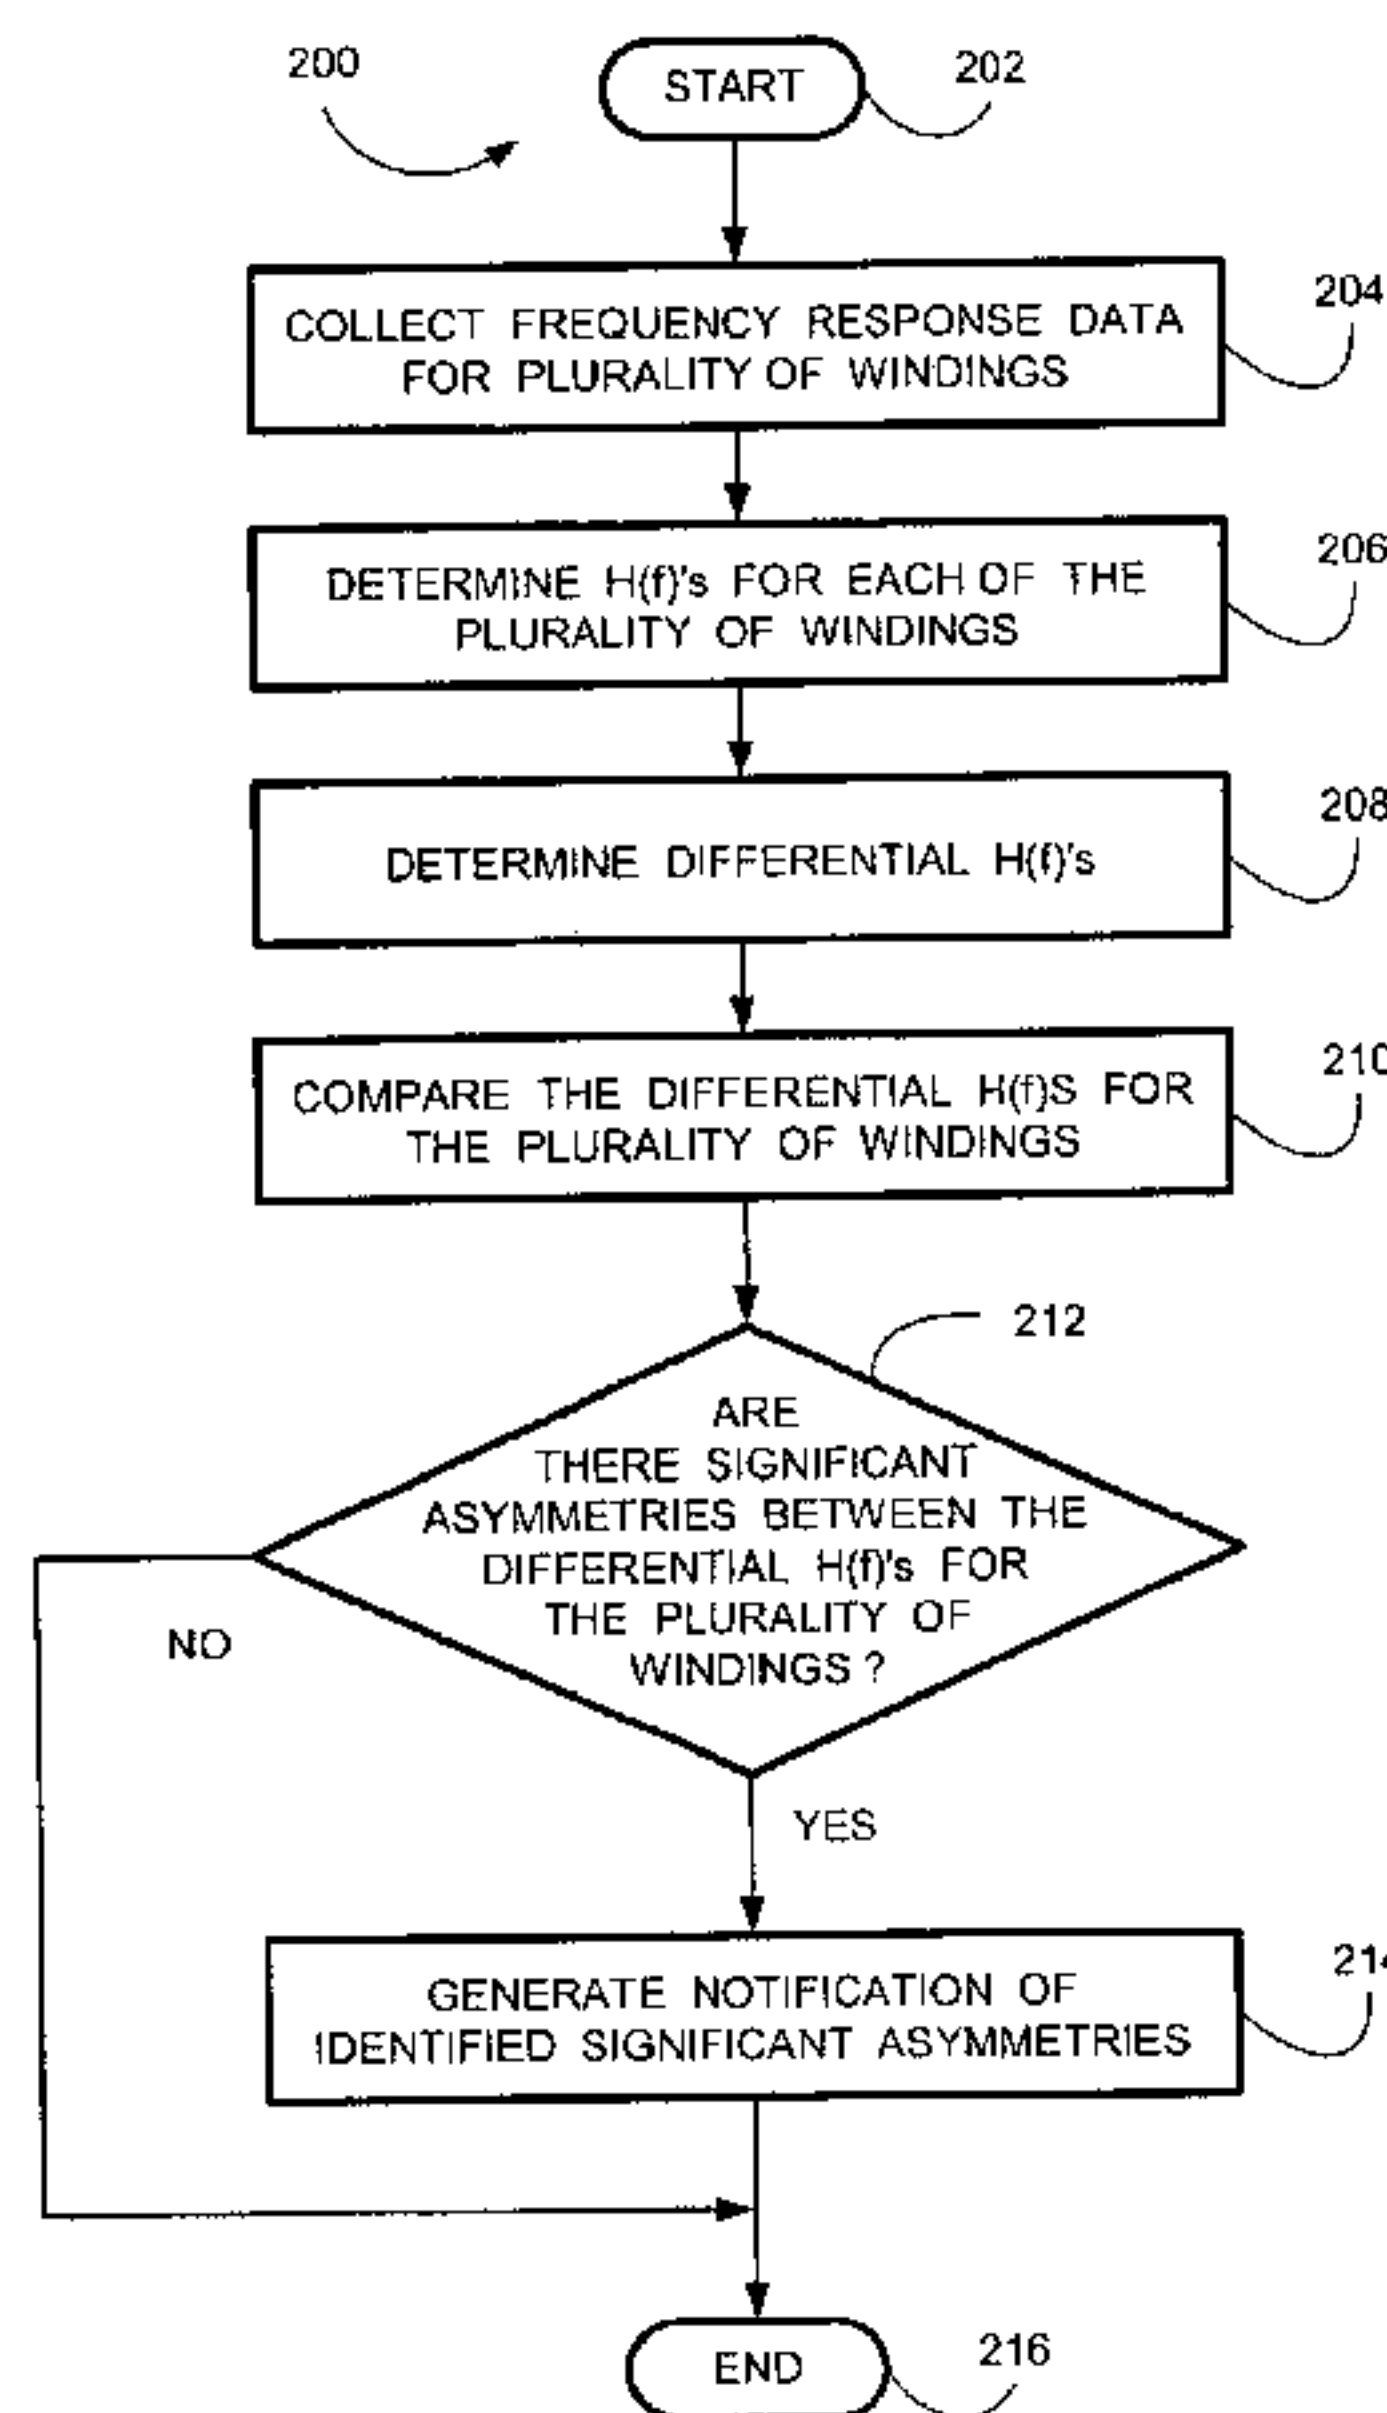 200
START
202
COLLECT FREQUENCY RESPONSE DATA
FOR PLURALITY OF WINDINGS
204
DETERMINE H(f)'s FOR EACH OF THE
PLURALITY OF WINDINGS
206
DETERMINE DIFFERENTIAL H(f)'s
208
COMPARE THE DIFFERENTIAL H(f)S FOR
THE PLURALITY OF WINDINGS
210
212
ARE
THERE SIGNIFICANT
ASYMMETRIES BETWEEN THE
DIFFERENTIAL H(f)'s FOR
THE PLURALITY OF
WINDINGS ?
NO
YES
GENERATE NOTIFICATION OF
IDENTIFIED SIGNIFICANT ASYMMETRIES
214
END
216